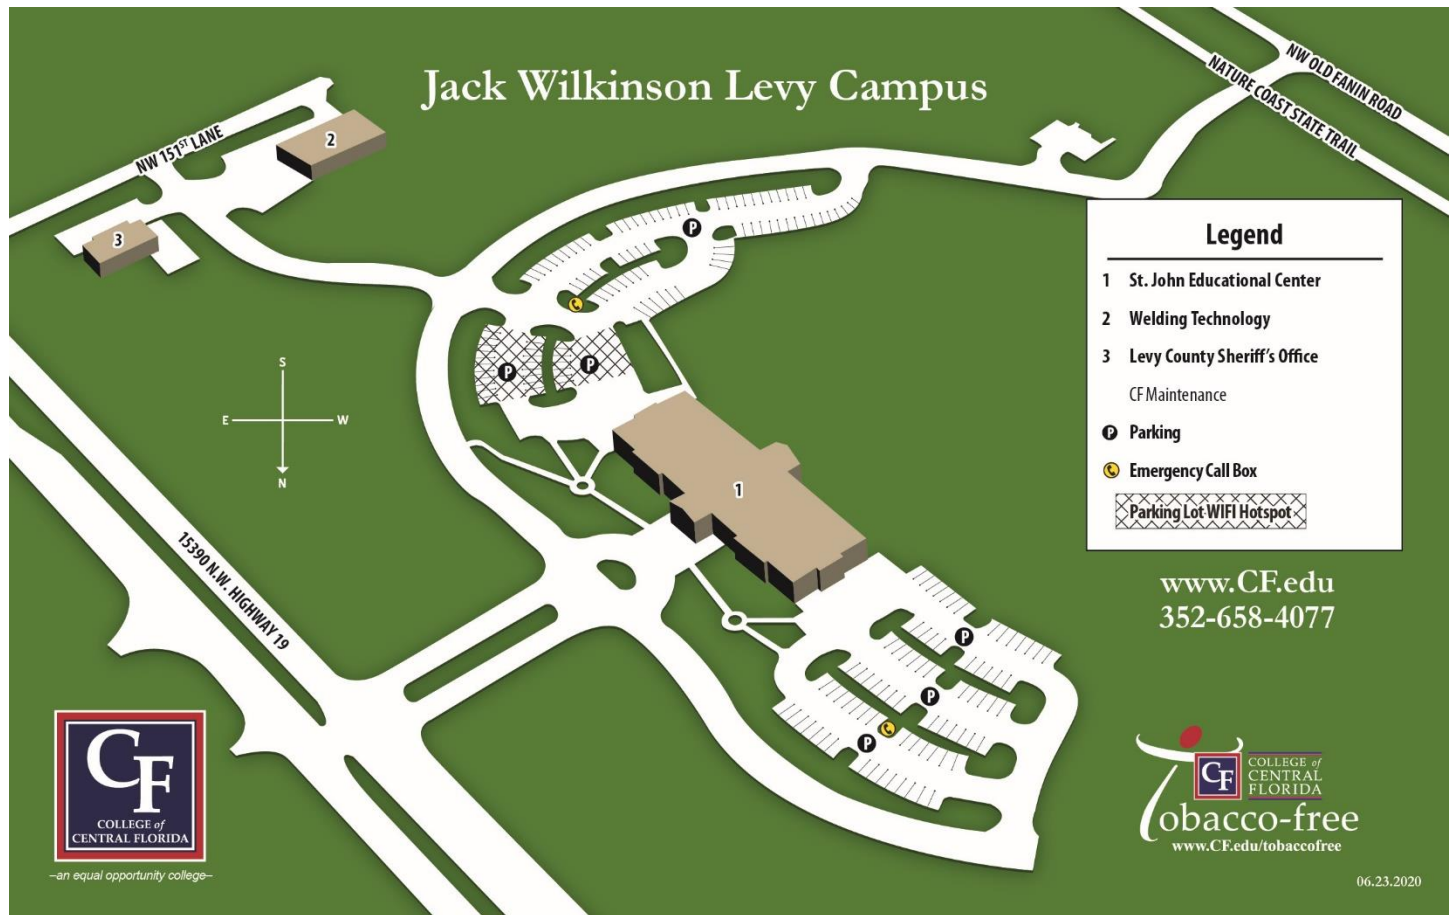 Jack Wilkinson Levy Campus
NW OLD FANIN ROAD
NATURE COAST STATE TRAIL
NW 151ST LANE
2
3
P
P
P
S
E W
N
1
15390 N.W. HIGHWAY 19
P
P
P
Legend
1 St. John Educational Center
2 Welding Technology
3 Levy County Sheriff's Office
CF Maintenance
P Parking
Emergency Call Box
Parking Lot WIFI Hotspot
www.CF.edu
352-658-4077
CF
COLLEGE of
CENTRAL FLORIDA
–an equal opportunity college–
CF
COLLEGE of
CENTRAL
FLORIDA
Tobacco-free
www.CF.edu/tobaccofree
06.23.2020